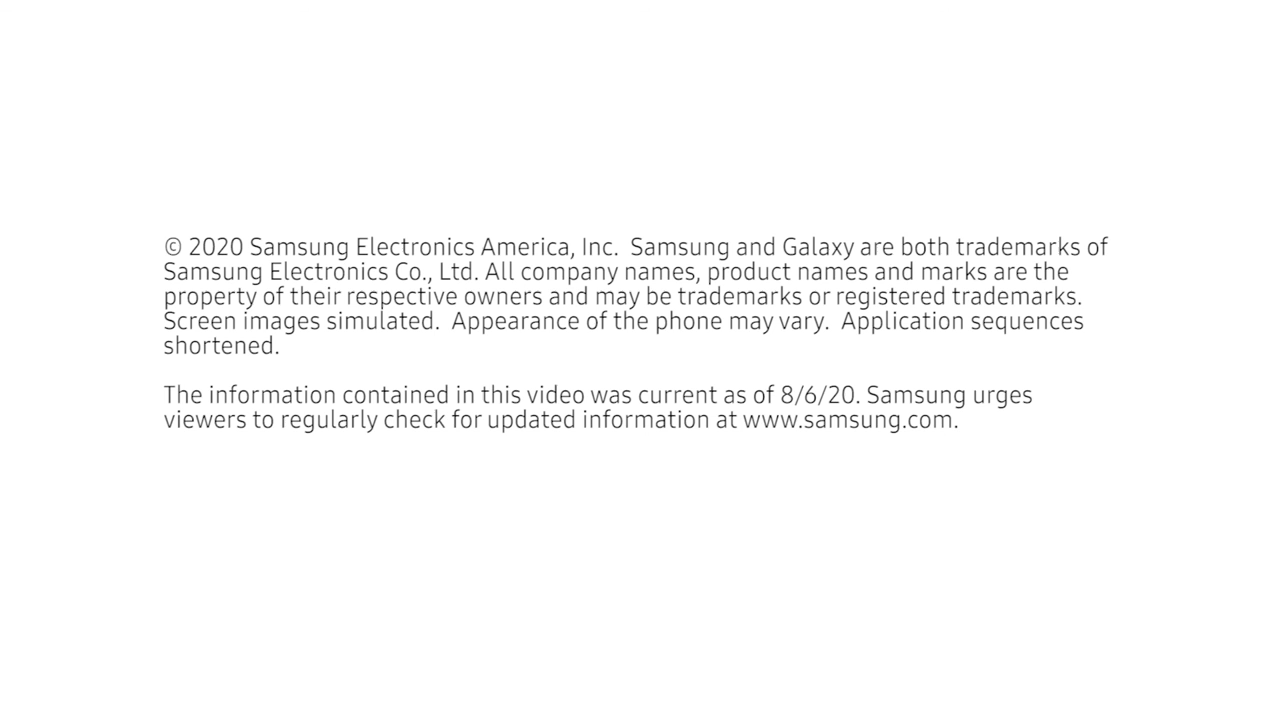 © 2020 Samsung Electronics America, Inc.  Samsung and Galaxy are both trademarks of
Samsung Electronics Co., Ltd. All company names, product names and marks are the
property of their respective owners and may be trademarks or registered trademarks.
Screen images simulated.  Appearance of the phone may vary.  Application sequences
shortened.
The information contained in this video was current as of 8/6/20. Samsung urges
viewers to regularly check for updated information at www.samsung.com.